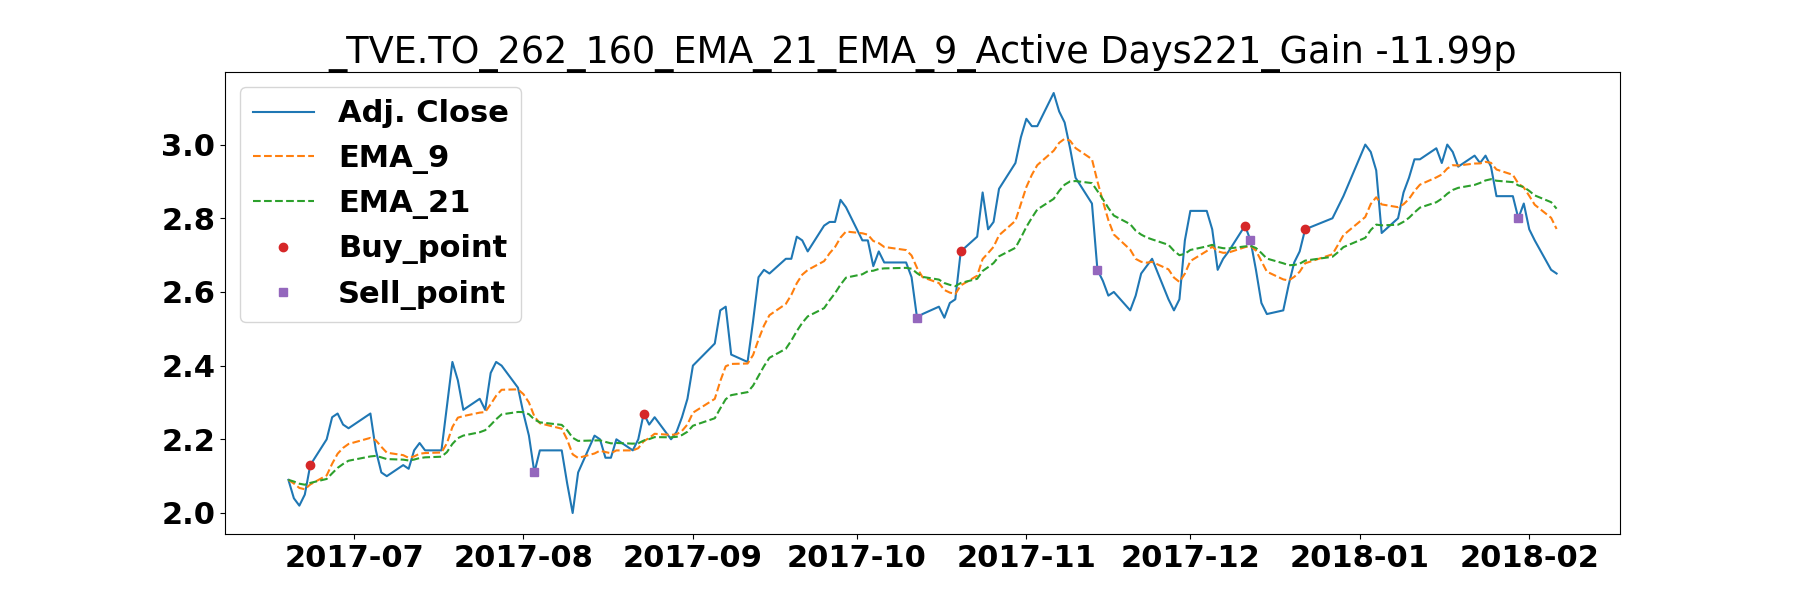 _TVE.TO_262_160_EMA_21_EMA_9_Active Days221_Gain -11.99p
Adj. Close
EMA_9
EMA_21
Buy_point
Sell_point
3.0
2.8
2.6
2.4
2.2
2.0
2017-07 2017-08 2017-09 2017-10 2017-11 2017-12 2018-01 2018-02